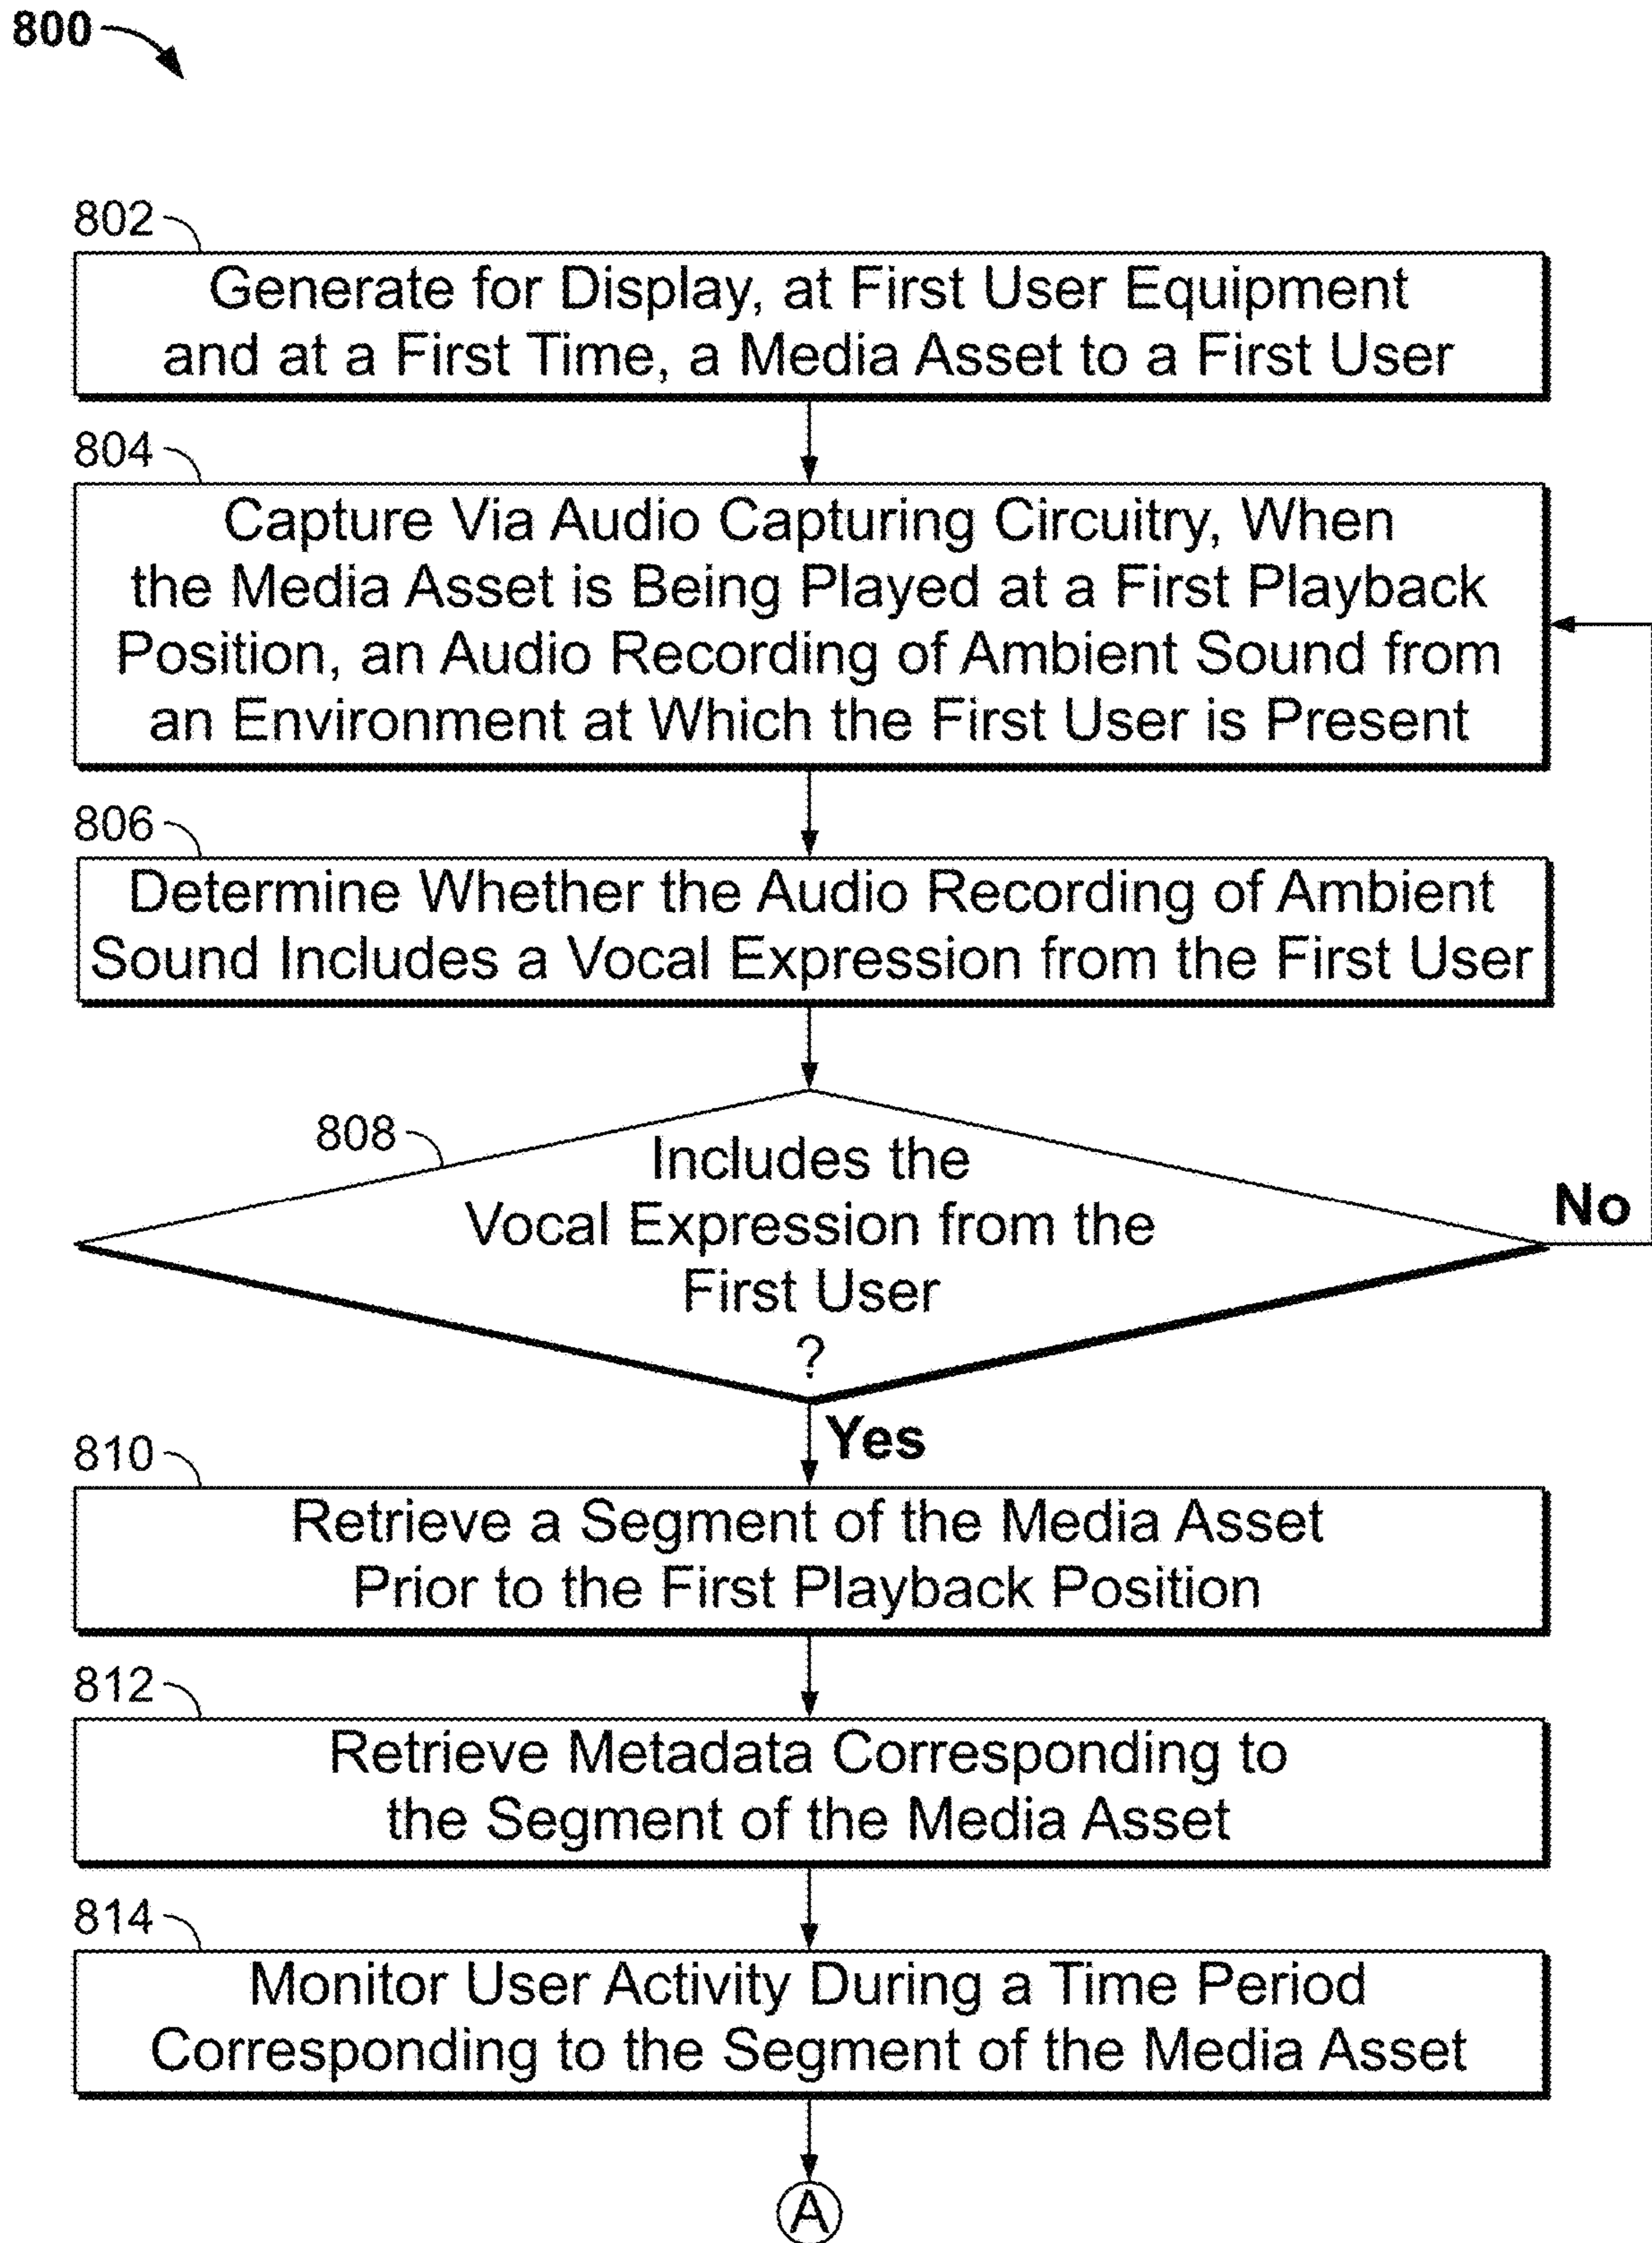 800
802
Generate for Display, at First User Equipment
and at a First Time, a Media Asset to a First User
804
Capture Via Audio Capturing Circuitry, When
the Media Asset is Being Played at a First Playback
Position, an Audio Recording of Ambient Sound from
an Environment at Which the First User is Present
806
Determine Whether the Audio Recording of Ambient
Sound Includes a Vocal Expression from the First User
808
Includes the
Vocal Expression from the
First User
?
No
Yes
810
Retrieve a Segment of the Media Asset
Prior to the First Playback Position
812
Retrieve Metadata Corresponding to
the Segment of the Media Asset
814
Monitor User Activity During a Time Period
Corresponding to the Segment of the Media Asset
A